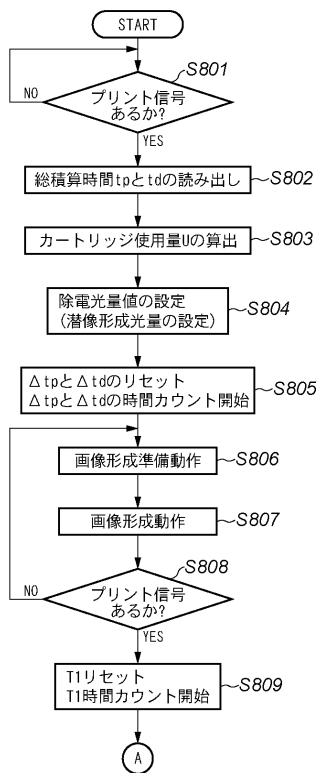 START
S801
NO
プリント信号
あるか?
YES
総積算時間tpとtdの読み出し
S802
カートリッジ使用量Uの算出
S803
除電光量値の設定
(潜像形成光量の設定)
S804
ΔtpとΔtdのリセット
ΔtpとΔtdの時間カウント開始
S805
画像形成準備動作
S806
画像形成動作
S807
S808
NO
プリント信号
あるか?
YES
T1リセット
T1時間カウント開始
S809
A